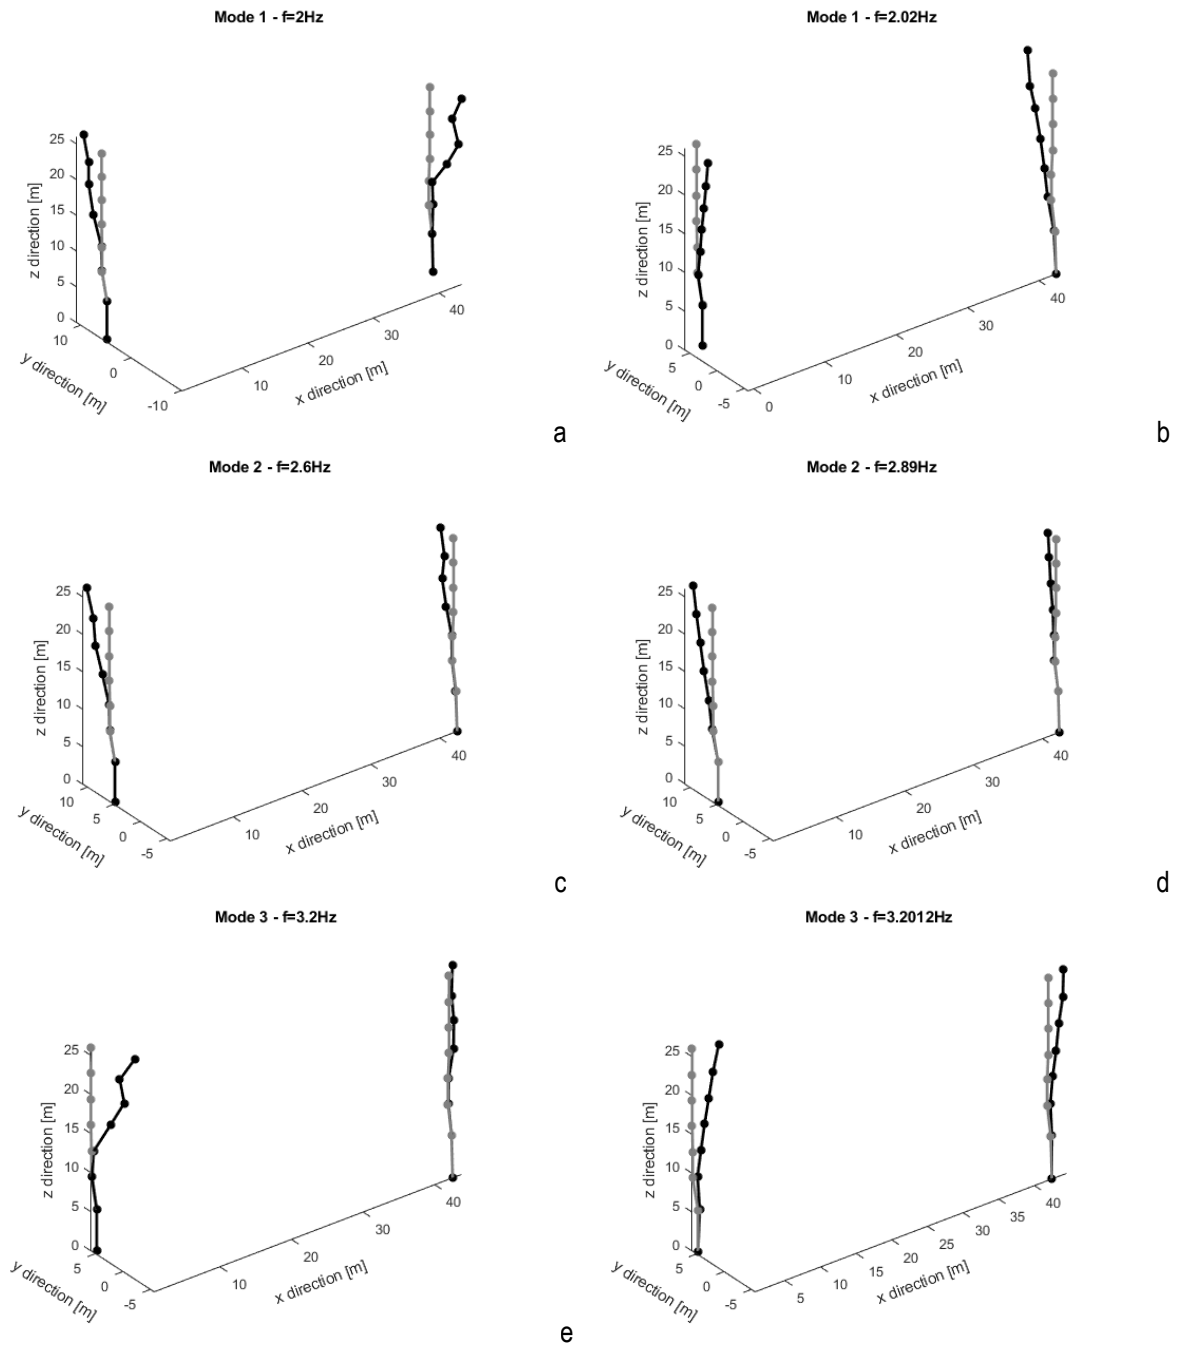 Mode 1 - f=2Hz
25
20
15
10
5
0
z direction [m]
10
0
-10
y direction [m]
10
20
30
40
x direction [m]
a
Mode 1 - f=2.02Hz
25
20
15
10
5
0
z direction [m]
5
0
-5
y direction [m]
0
10
20
30
40
x direction [m]
b
Mode 2 - f=2.6Hz
25
20
15
10
5
0
z direction [m]
10
5
0
-5
y direction [m]
10
20
30
40
x direction [m]
c
Mode 2 - f=2.89Hz
25
20
15
10
5
0
z direction [m]
10
5
0
-5
y direction [m]
10
20
30
40
x direction [m]
d
Mode 3 - f=3.2Hz
25
20
15
10
5
0
z direction [m]
5
0
-5
y direction [m]
10
20
30
40
x direction [m]
e
Mode 3 - f=3.2012Hz
25
20
15
10
5
0
z direction [m]
5
0
-5
y direction [m]
5
10
15
20
25
30
35
40
x direction [m]